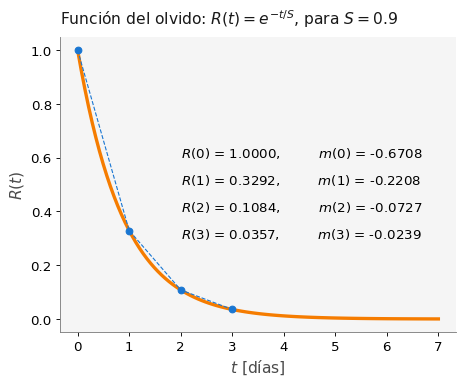 Función del olvido: R(t) = e^{-t/S}, para S = 0.9
1.0
0.8
0.6
0.4
0.2
0.0
R(t)
R(0) = 1.0000, m(0) = -0.6708
R(1) = 0.3292, m(1) = -0.2208
R(2) = 0.1084, m(2) = -0.0727
R(3) = 0.0357, m(3) = -0.0239
0 1 2 3 4 5 6 7
t [días]